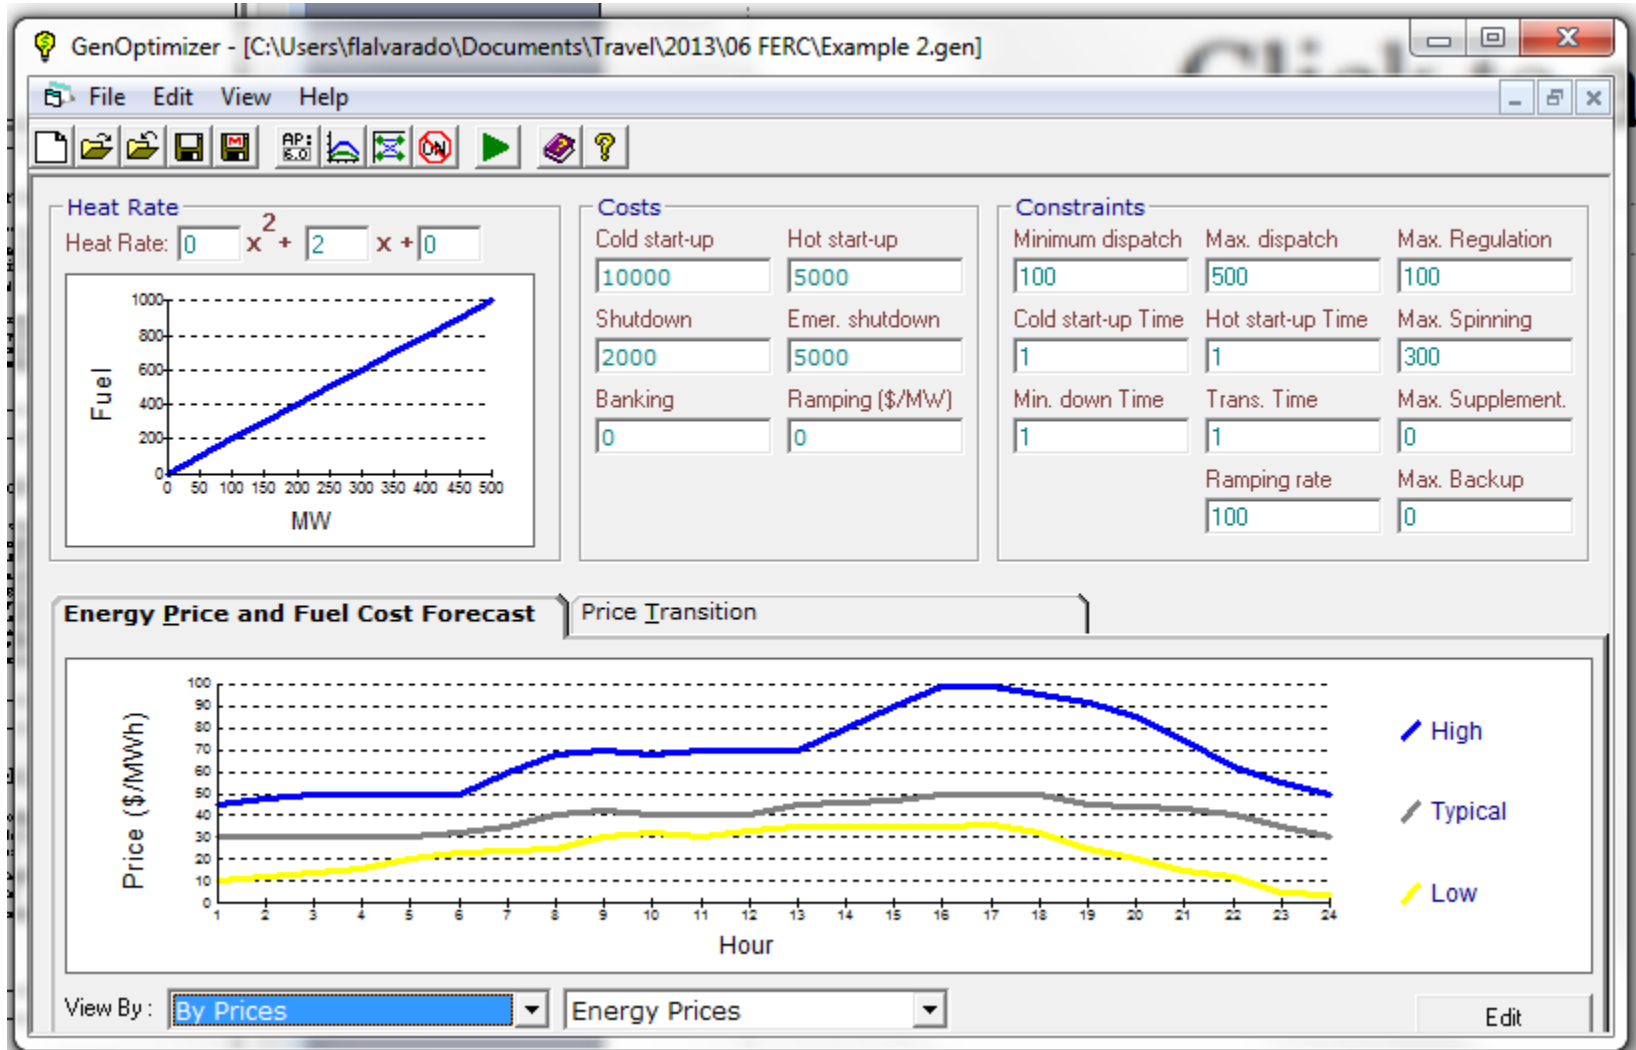 GenOptimizer - [C:\Users\flalvarado\Documents\Travel\2013\06 FERC\Example 2.gen]
File Edit View Help
Heat Rate
Heat Rate: 0 x2+ 2 x + 0
1000
800
600
400
200
0
Fuel
0 50 100 150 200 250 300 350 400 450 500
MW
Costs
Cold start-up Hot start-up
10000 5000
Shutdown Emer. shutdown
2000 5000
Banking Ramping ($/MW)
0 0
Constraints
Minimum dispatch Max. dispatch Max. Regulation
100 500 100
Cold start-up Time Hot start-up Time Max. Spinning
1 1 300
Min. down Time Trans. Time Max. Supplement.
1 1 0
Ramping rate Max. Backup
100 0
Energy Price and Fuel Cost Forecast Price Transition
100
90
80
70
60
50
40
30
20
10
0
Price ($/MWh)
1 2 3 4 5 6 7 8 9 10 11 12 13 14 15 16 17 18 19 20 21 22 23 24
Hour
High
Typical
Low
View By : By Prices Energy Prices Edit